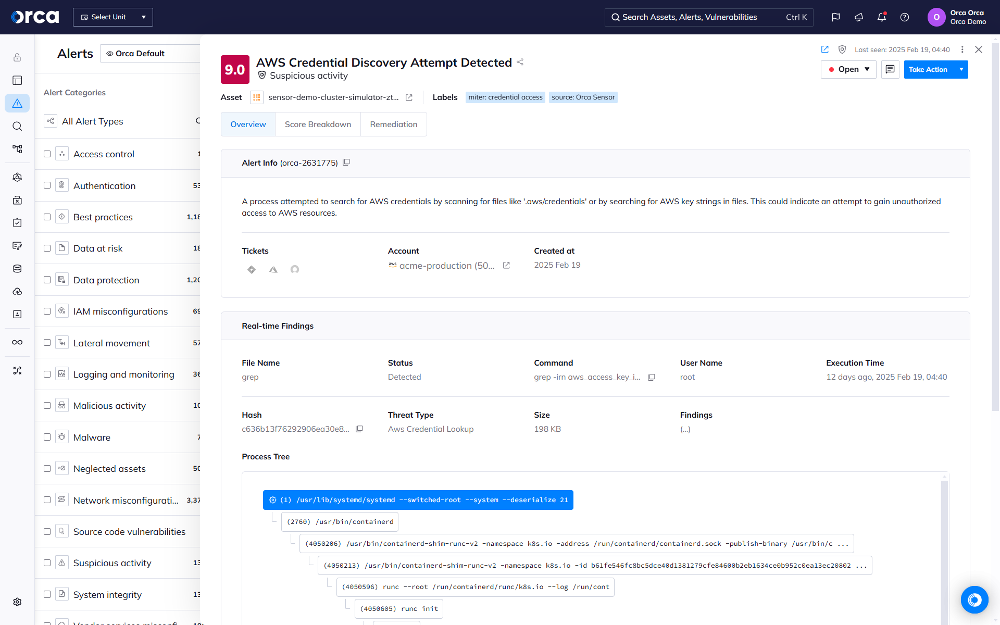 orca
Select Unit
Search Assets, Alerts, Vulnerabilities
Ctrl K
O
Orca Orca
Orca Demo
Alerts
Orca Default
Alert Categories
All Alert Types
Access control
Authentication
53
Best practices
1,18
Data at risk
18
Data protection
1,20
IAM misconfigurations
69
Lateral movement
57
Logging and monitoring
36
Malicious activity
10
Malware
7
Neglected assets
50
Network misconfigurati...
3,37
Source code vulnerabilities
Suspicious activity
13
System integrity
13
Last seen: 2025 Feb 19, 04:40
9.0
AWS Credential Discovery Attempt Detected
Suspicious activity
Open
Take Action
Asset
sensor-demo-cluster-simulator-zt...
Labels
miter: credential access
source: Orca Sensor
Overview
Score Breakdown
Remediation
Alert Info (orca-2631775)
A process attempted to search for AWS credentials by scanning for files like '.aws/credentials' or by searching for AWS key strings in files. This could indicate an attempt to gain unauthorized
access to AWS resources.
Tickets
Account
Created at
aws
acme-production (50...
2025 Feb 19
Real-time Findings
File Name
Status
Command
User Name
Execution Time
grep
Detected
grep -irn aws_access_key_i...
root
12 days ago, 2025 Feb 19, 04:40
Hash
Threat Type
Size
Findings
c636b13f76292906ea30e8...
Aws Credential Lookup
198 KB
(...)
Process Tree
(1) /usr/lib/systemd/systemd --switched-root --system --deserialize 21
(2760) /usr/bin/containerd
(4050206) /usr/bin/containerd-shim-runc-v2 -namespace k8s.io -address /run/containerd/containerd.sock -publish-binary /usr/bin/c ...
(4050213) /usr/bin/containerd-shim-runc-v2 -namespace k8s.io -id b61fe546fc8bc5dce40d1381279cfe84600b2eb1634ce0b952c0ea13ec20802 ...
(4050596) runc --root /run/containerd/runc/k8s.io --log /run/cont
(4050605) runc init